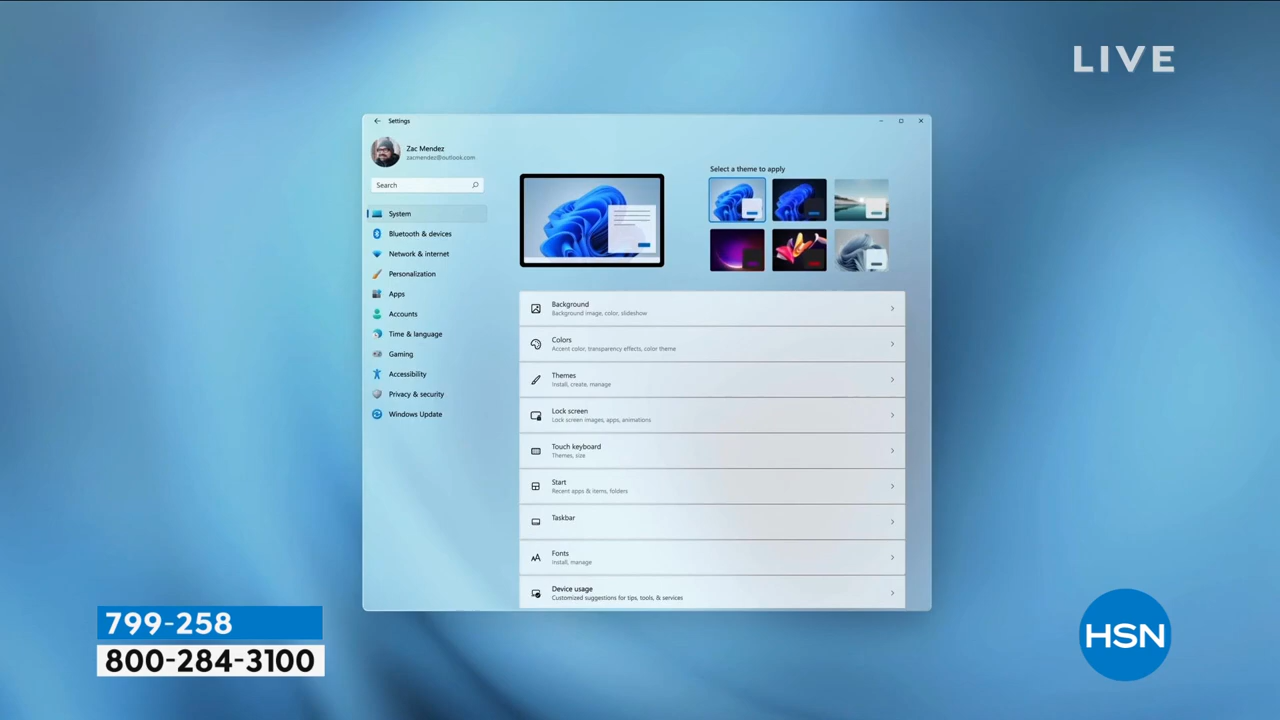 LIVE
Settings
Zac Mendez
zacmendez@outlook.com
Search
System
Bluetooth & devices
Network & internet
Personalization
Apps
Accounts
Time & language
Gaming
Accessibility
Privacy & security
Windows Update
Select a theme to apply
Background
Background image, color, slideshow
Colors
Accent color, transparency effects, color theme
Themes
Install, create, manage
Lock screen
Lock screen images, apps, animations
Touch keyboard
Themes, size
Start
Recent apps & items, folders
Taskbar
Fonts
Install, manage
Device usage
Customized suggestions for tips, tools, & services
799-258
800-284-3100
HSN